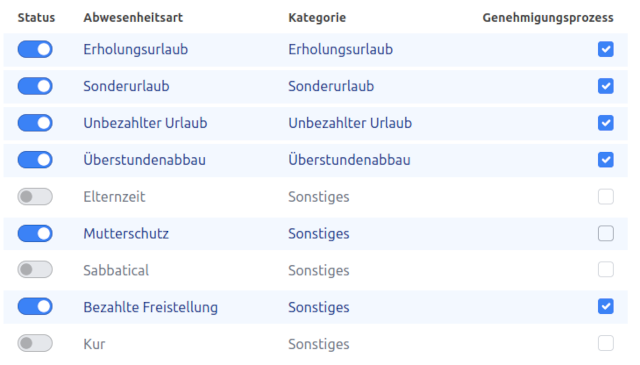 Status Abwesenheitsart Kategorie Genehmigungsprozess
Erholungsurlaub Erholungsurlaub
Sonderurlaub Sonderurlaub
Unbezahlter Urlaub Unbezahlter Urlaub
Überstundenabbau Überstundenabbau
Elternzeit Sonstiges
Mutterschutz Sonstiges
Sabbatical Sonstiges
Bezahlte Freistellung Sonstiges
Kur Sonstiges